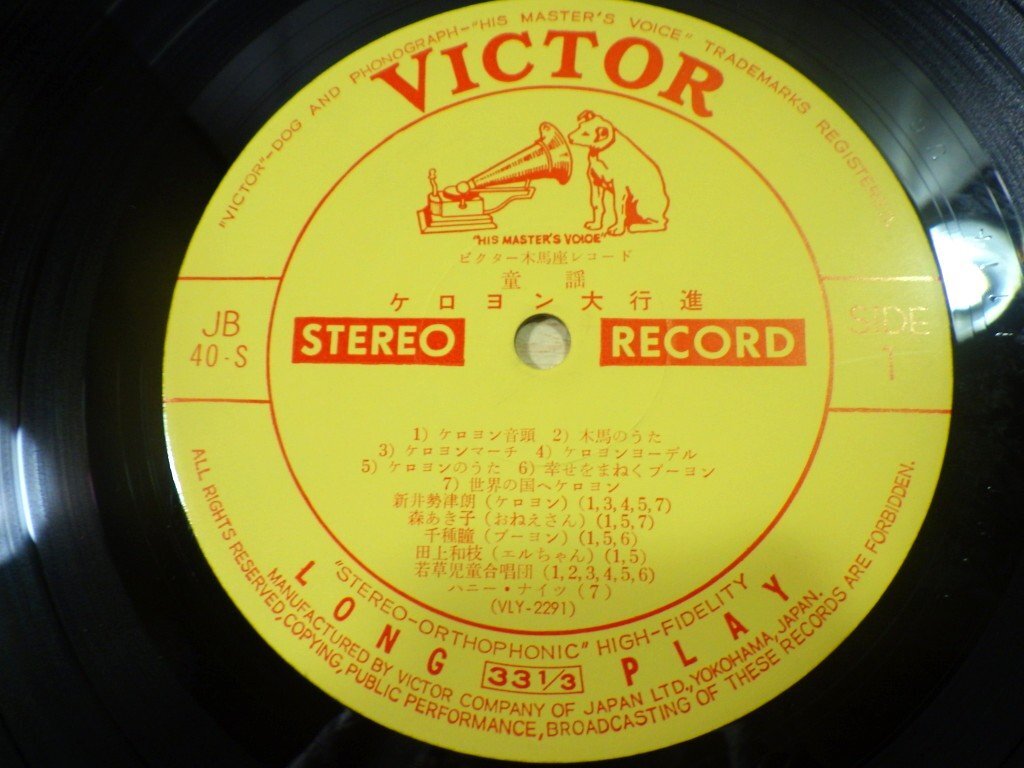 "VICTOR"-DOG AND PHONOGRAPH-"HIS MASTER'S VOICE" TRADEMARKS REGISTERED.
VICTOR
"HIS MASTER'S VOICE"
ビクター木馬座レコード
童謡
ケロヨン大行進
JB
40-S
STEREO RECORD
SIDE
1
1) ケロヨン音頭 2) 木馬のうた
3) ケロヨンマーチ 4) ケロヨンヨーデル
5) ケロヨンのうた 6) 幸せをまねくブーヨン
7) 世界の国へケロヨン
新井勢津朗 (ケロヨン) (1,3,4,5,7)
森あき子 (おねえさん) (1,5,7)
千種瞳 (ブーヨン) (1,5,6)
田上和枝 (エルちゃん) (1,5)
若草児童合唱団 (1,2,3,4,5,6)
ハニー・ナイツ (7)
(VLY-2291)
"STEREO-ORTHOPHONIC" HIGH-FIDELITY
LONG PLAY
33 1/3
MANUFACTURED BY VICTOR COMPANY OF JAPAN LTD., YOKOHAMA, JAPAN.
ALL RIGHTS RESERVED, COPYING, PUBLIC PERFORMANCE, BROADCASTING OF THESE RECORDS ARE FORBIDDEN.